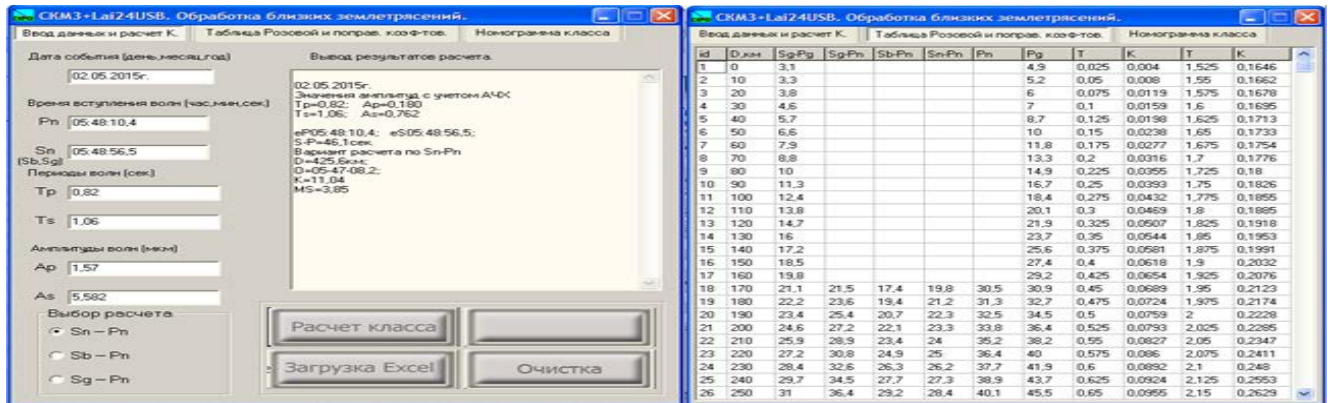 СКМ3+Lai24USB. Обработка близких землетрясений.
Ввод данных и расчет К. Таблица Розовой и поправ. коэф-тов. Номограмма класса
Дата события (день,месяц,год)
02.05.2015г.
Время вступления волн (час,мин,сек)
Pn 05:48:10,4
Sn 05:48:56,5
(Sb,Sg)
Периоды волн (сек)
Tp 0,82
Ts 1,06
Амплитуды волн (мкм)
Ap 1,57
As 5,582
Выбор расчета
Sn – Pn
Sb – Pn
Sg – Pn
Вывод результатов расчета.
02.05.2015г.
Значения амплитуд с учетом АЧХ
Tp=0,82; Ap=0,180
Ts=1,06; As=0,762
eP05:48:10,4; eS05:48:56,5;
S-P=46,1сек.
Вариант расчета по Sn-Pn
D=425,6км;
O=05-47-08,2;
K=11,04
MS=3,85
Расчет класса
Загрузка Excel
Очистка
СКМ3+Lai24USB. Обработка близких землетрясений.
Ввод данных и расчет К. Таблица Розовой и поправ. коэф-тов. Номограмма класса
id D,км Sg-Pg Sg-Pn Sb-Pn Sn-Pn Pn Pg T K T K
1 0 3,1 4,9 0,025 0,004 1,525 0,1646
2 10 3,3 5,2 0,05 0,008 1,55 0,1662
3 20 3,8 6 0,075 0,0119 1,575 0,1678
4 30 4,6 7 0,1 0,0159 1,6 0,1695
5 40 5,7 8,7 0,125 0,0198 1,625 0,1713
6 50 6,6 10 0,15 0,0238 1,65 0,1733
7 60 7,9 11,8 0,175 0,0277 1,675 0,1754
8 70 8,8 13,3 0,2 0,0316 1,7 0,1776
9 80 10 14,9 0,225 0,0355 1,725 0,18
10 90 11,3 16,7 0,25 0,0393 1,75 0,1826
11 100 12,4 18,4 0,275 0,0432 1,775 0,1855
12 110 13,8 20,1 0,3 0,0469 1,8 0,1885
13 120 14,7 21,9 0,325 0,0507 1,825 0,1918
14 130 16 23,7 0,35 0,0544 1,85 0,1953
15 140 17,2 25,6 0,375 0,0581 1,875 0,1991
16 150 18,5 27,4 0,4 0,0618 1,9 0,2032
17 160 19,8 29,2 0,425 0,0654 1,925 0,2076
18 170 21,1 21,5 17,4 19,8 30,5 30,9 0,45 0,0689 1,95 0,2123
19 180 22,2 23,6 19,4 21,2 31,3 32,7 0,475 0,0724 1,975 0,2174
20 190 23,4 25,4 20,7 22,3 32,5 34,5 0,5 0,0759 2 0,2228
21 200 24,6 27,2 22,1 23,3 33,8 36,4 0,525 0,0793 2,025 0,2285
22 210 25,9 28,9 23,4 24 35,2 38,2 0,55 0,0827 2,05 0,2347
23 220 27,2 30,8 24,9 25 36,4 40 0,575 0,086 2,075 0,2411
24 230 28,4 32,6 26,3 26,2 37,7 41,9 0,6 0,0892 2,1 0,248
25 240 29,7 34,5 27,7 27,3 38,9 43,7 0,625 0,0924 2,125 0,2553
26 250 31 36,4 29,2 28,4 40,1 45,5 0,65 0,0955 2,15 0,2629